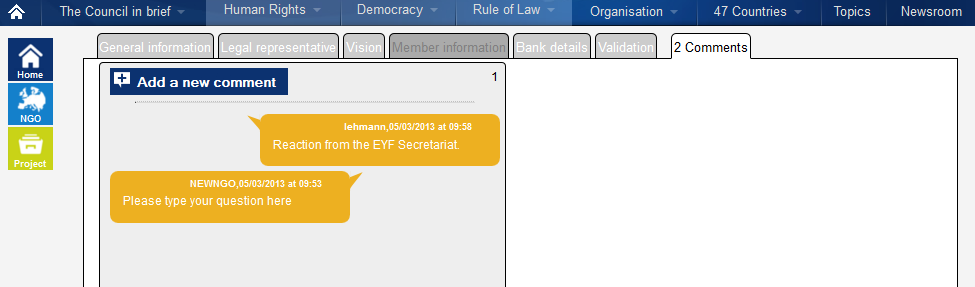 The Council in brief Human Rights Democracy Rule of Law Organisation 47 Countries Topics Newsroom
General information Legal representative Vision Member information Bank details Validation 2 Comments
Home
NGO
Project
Add a new comment 1
lehmann,05/03/2013 at 09:58
Reaction from the EYF Secretariat.
NEWNGO,05/03/2013 at 09:53
Please type your question here